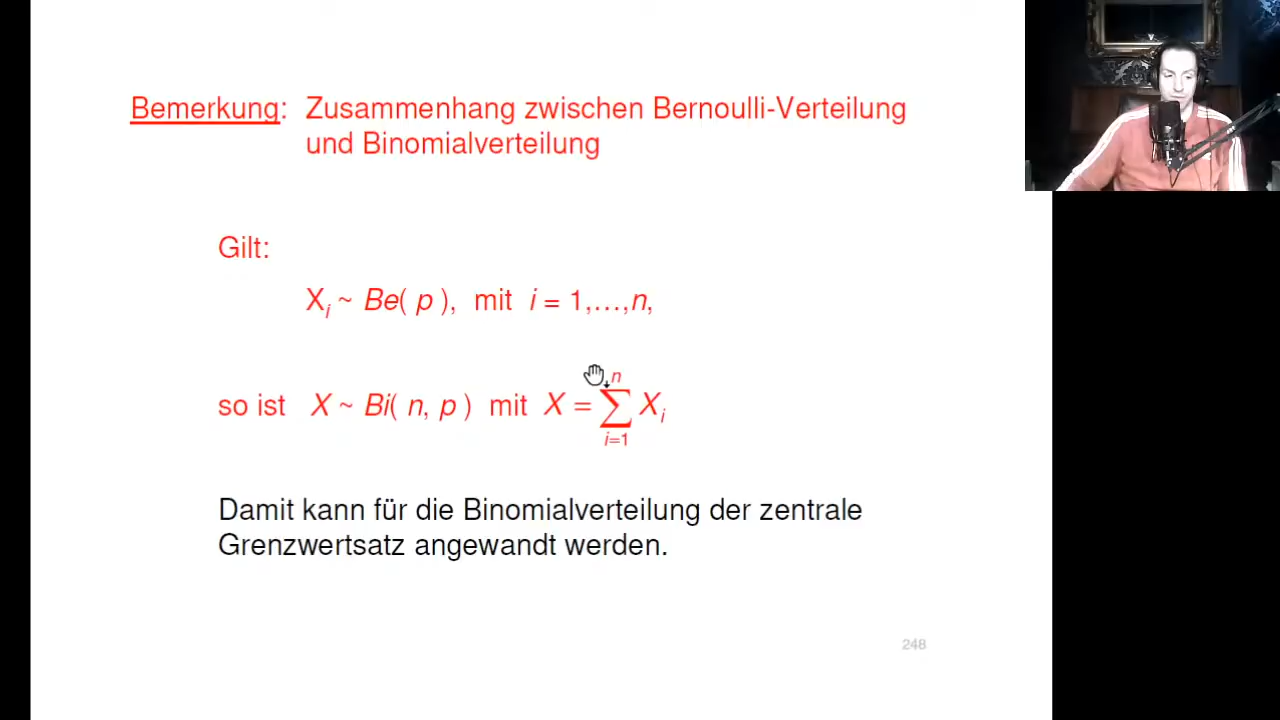 Bemerkung: Zusammenhang zwischen Bernoulli-Verteilung
und Binomialverteilung
Gilt:
Xᵢ ~ Be( p ), mit i = 1,…,n,
so ist X ~ Bi( n, p ) mit X = ∑ᵢ₌₁ⁿ Xᵢ
Damit kann für die Binomialverteilung der zentrale
Grenzwertsatz angewandt werden.
248